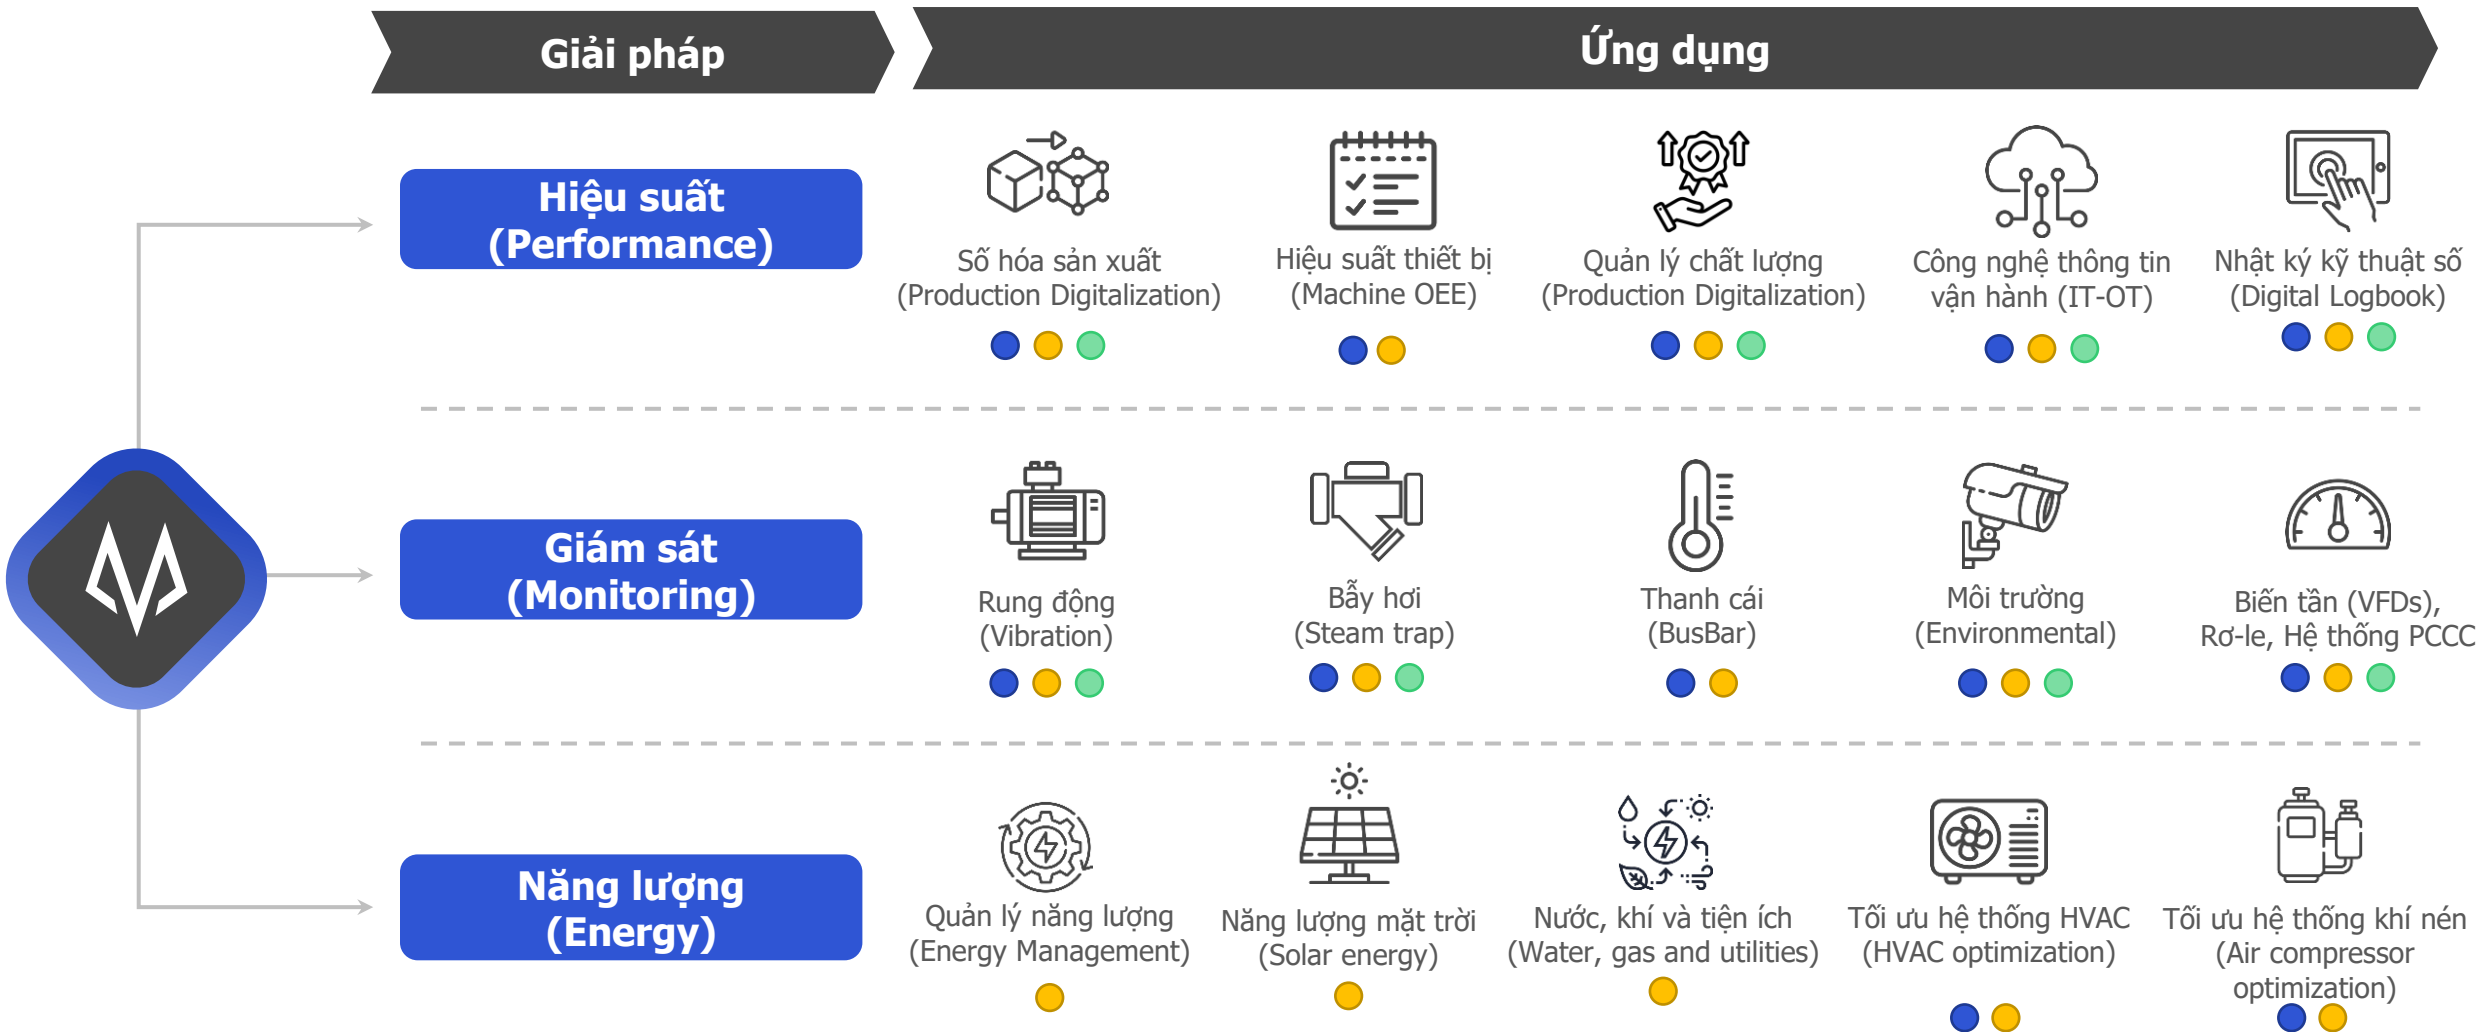 Giải pháp
Ứng dụng
Hiệu suất
(Performance)
Số hóa sản xuất
(Production Digitalization)
Hiệu suất thiết bị
(Machine OEE)
Quản lý chất lượng
(Production Digitalization)
Công nghệ thông tin
vận hành (IT-OT)
Nhật ký kỹ thuật số
(Digital Logbook)
Giám sát
(Monitoring)
Rung động
(Vibration)
Bẫy hơi
(Steam trap)
Thanh cái
(BusBar)
Môi trường
(Environmental)
Biến tần (VFDs),
Rơ-le, Hệ thống PCCC
Năng lượng
(Energy)
Quản lý năng lượng
(Energy Management)
Năng lượng mặt trời
(Solar energy)
Nước, khí và tiện ích
(Water, gas and utilities)
Tối ưu hệ thống HVAC
(HVAC optimization)
Tối ưu hệ thống khí nén
(Air compressor
optimization)